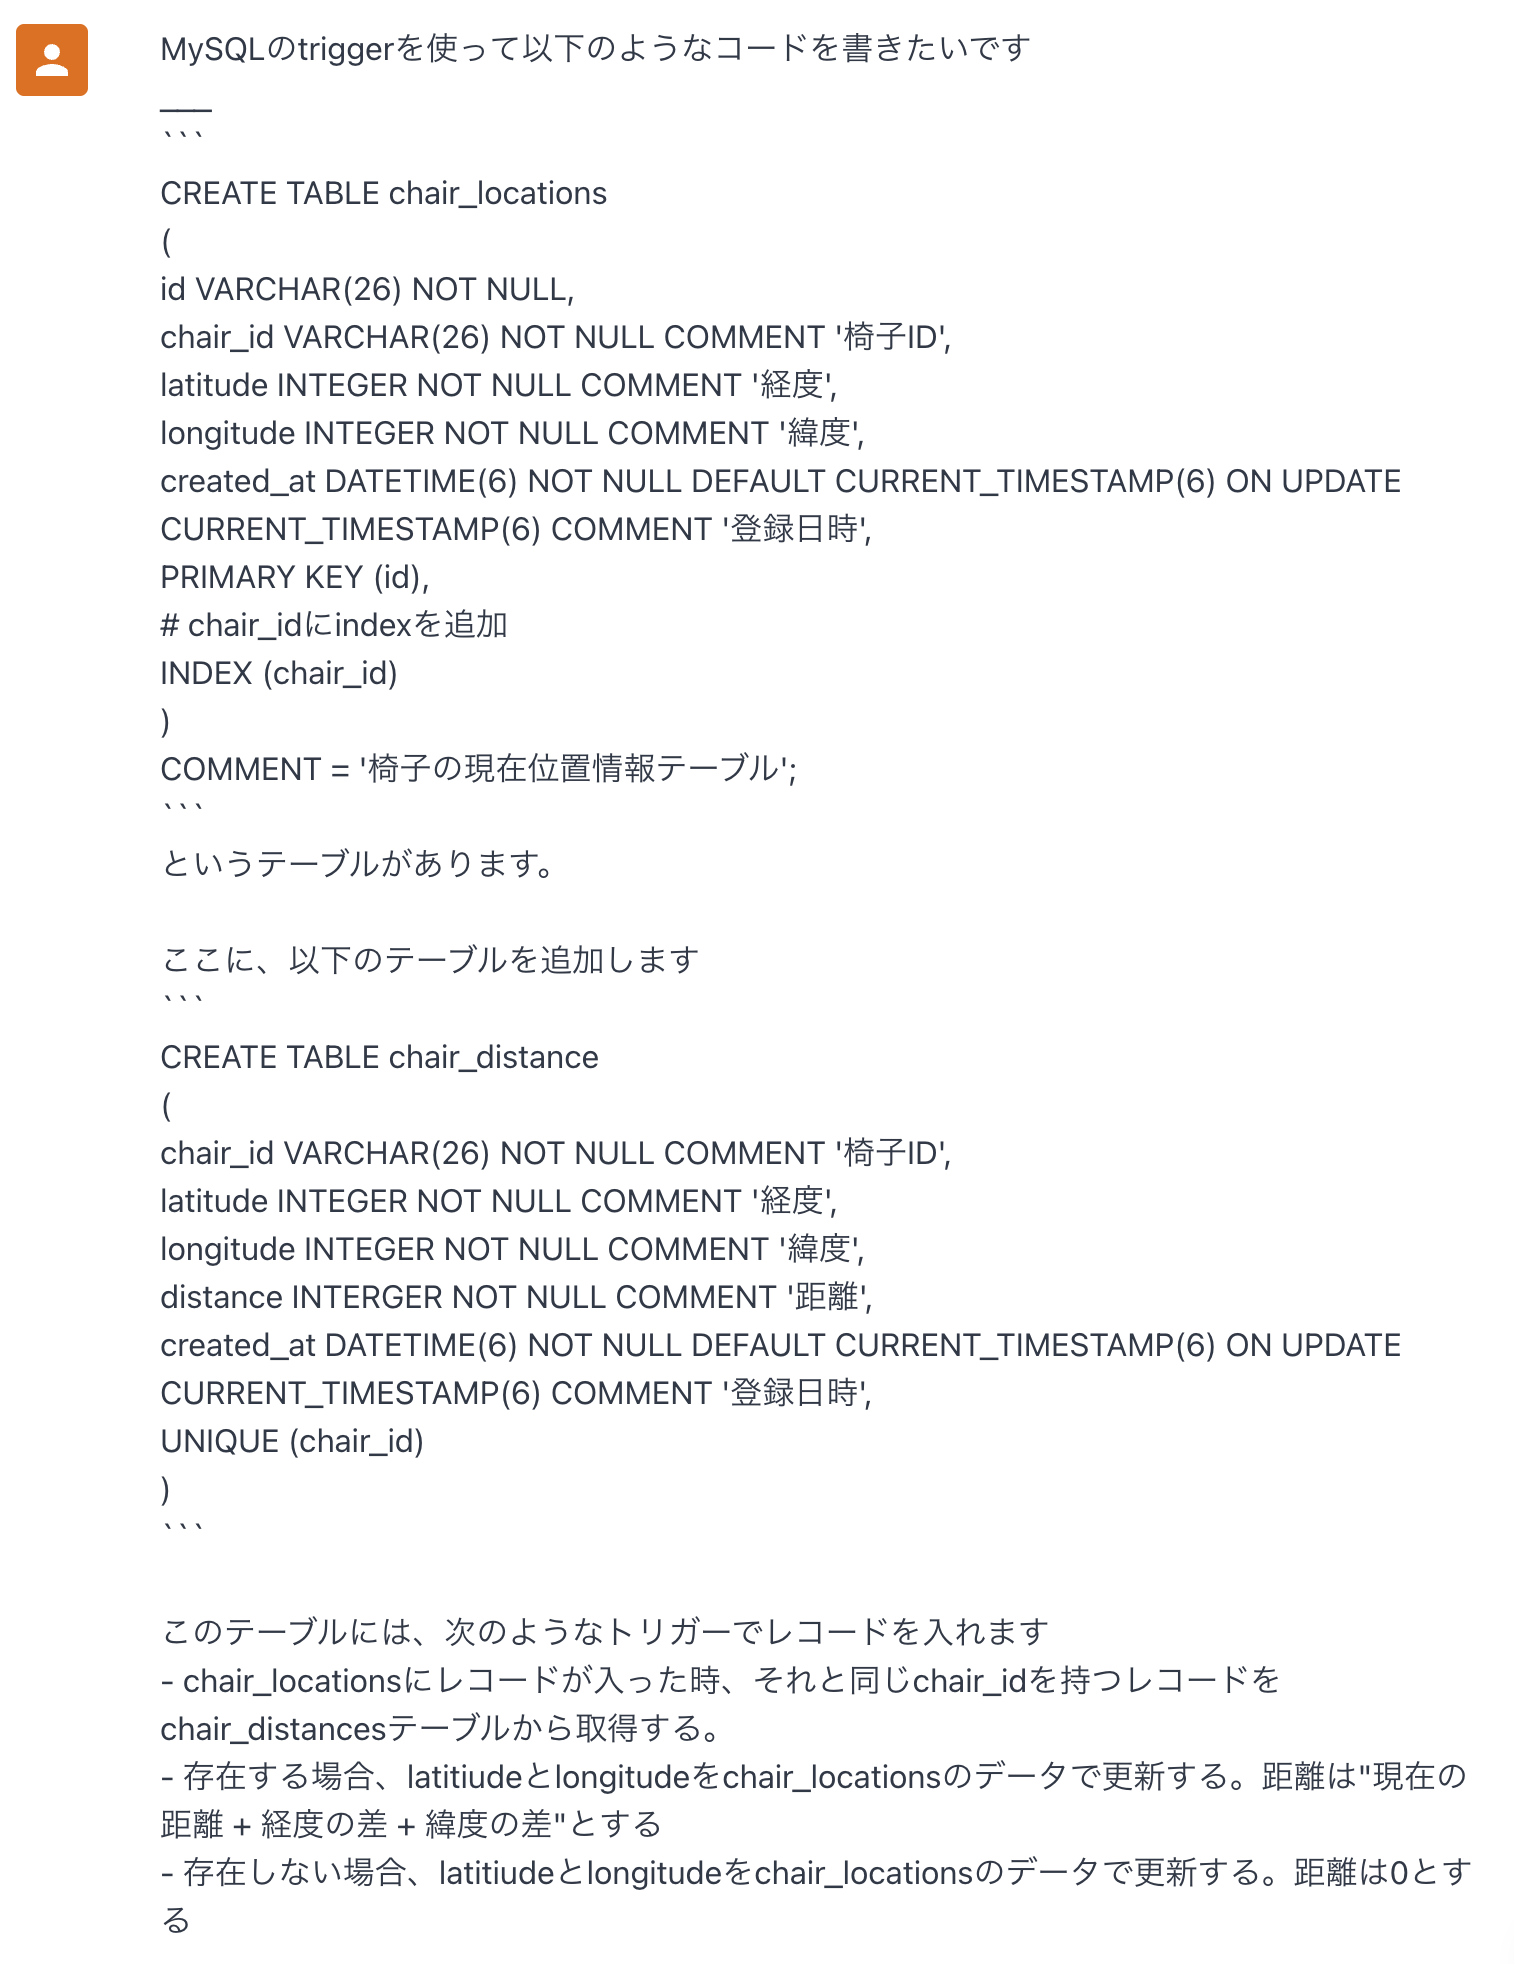 MySQLのtriggerを使って以下のようなコードを書きたいです
___
```
CREATE TABLE chair_locations
(
id VARCHAR(26) NOT NULL,
chair_id VARCHAR(26) NOT NULL COMMENT '椅子ID',
latitude INTEGER NOT NULL COMMENT '経度',
longitude INTEGER NOT NULL COMMENT '緯度',
created_at DATETIME(6) NOT NULL DEFAULT CURRENT_TIMESTAMP(6) ON UPDATE
CURRENT_TIMESTAMP(6) COMMENT '登録日時',
PRIMARY KEY (id),
# chair_idにindexを追加
INDEX (chair_id)
)
COMMENT = '椅子の現在位置情報テーブル';
```
というテーブルがあります。
ここに、以下のテーブルを追加します
```
CREATE TABLE chair_distance
(
chair_id VARCHAR(26) NOT NULL COMMENT '椅子ID',
latitude INTEGER NOT NULL COMMENT '経度',
longitude INTEGER NOT NULL COMMENT '緯度',
distance INTERGER NOT NULL COMMENT '距離',
created_at DATETIME(6) NOT NULL DEFAULT CURRENT_TIMESTAMP(6) ON UPDATE
CURRENT_TIMESTAMP(6) COMMENT '登録日時',
UNIQUE (chair_id)
)
```
このテーブルには、次のようなトリガーでレコードを入れます
- chair_locationsにレコードが入った時、それと同じchair_idを持つレコードを
chair_distancesテーブルから取得する。
- 存在する場合、latitiudeとlongitudeをchair_locationsのデータで更新する。距離は"現在の
距離 + 経度の差 + 緯度の差"とする
- 存在しない場合、latitiudeとlongitudeをchair_locationsのデータで更新する。距離は0とす
る